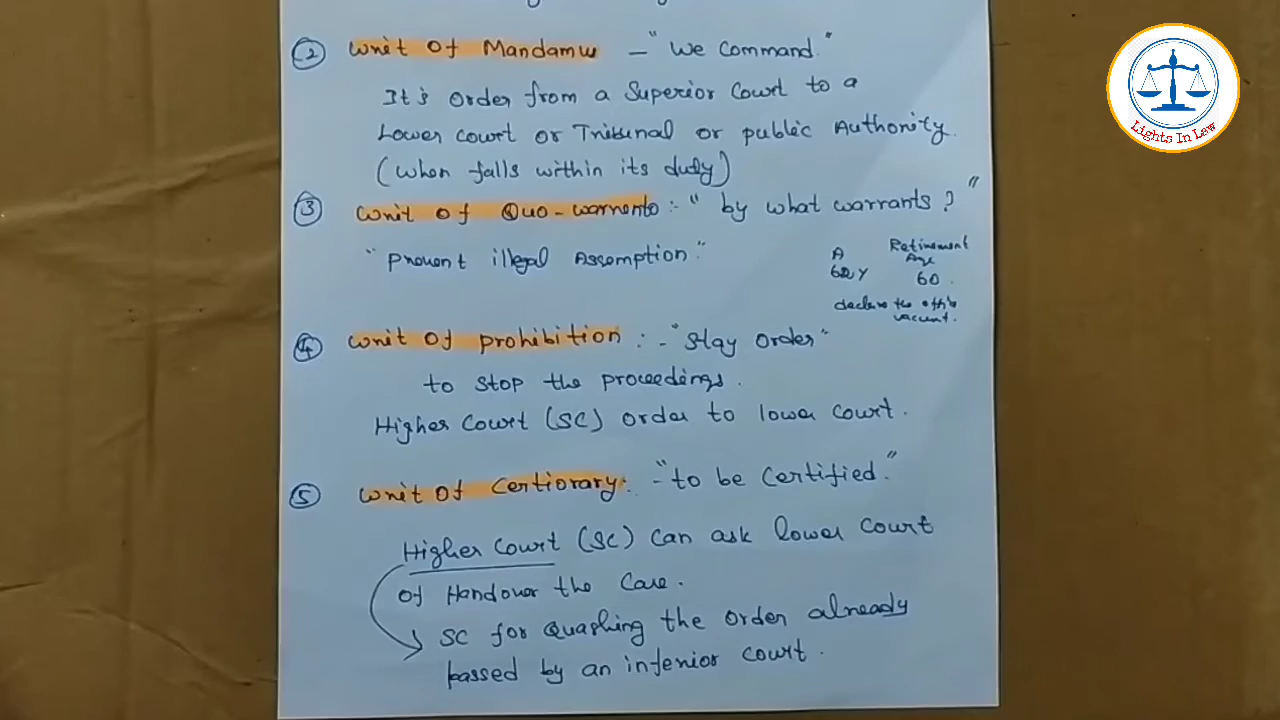 ② Writ Of Mandamus – "We Command."
It's Order from a Superior Court to a
Lower Court or Tribunal or public Authority.
(When falls within its duty)
③ Writ Of Quo-warrento :- "by what warrants?"
"Prevent illegal Assomption"
A Retirement Age
62 Y 60.
declare the offis vaccent.
④ Writ Of prohibition :- "Stay Order"
to stop the proceedings.
Higher Court (SC) order to lower court.
⑤ Writ Of Certiorary :- "to be Certified."
Higher Court (SC) can ask lower court
of Handover the Case.
SC for Quashing the Order already
passed by an inferior court.
Lights In Law